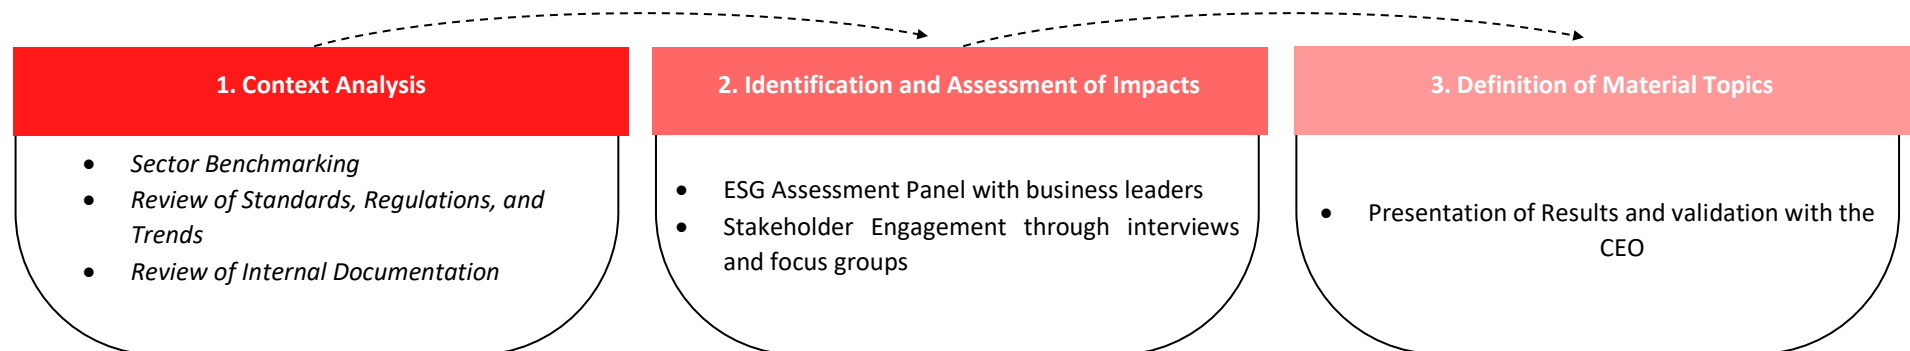 1. Context Analysis
• Sector Benchmarking
• Review of Standards, Regulations, and
Trends
• Review of Internal Documentation
2. Identification and Assessment of Impacts
• ESG Assessment Panel with business leaders
• Stakeholder Engagement through interviews
and focus groups
3. Definition of Material Topics
• Presentation of Results and validation with the
CEO